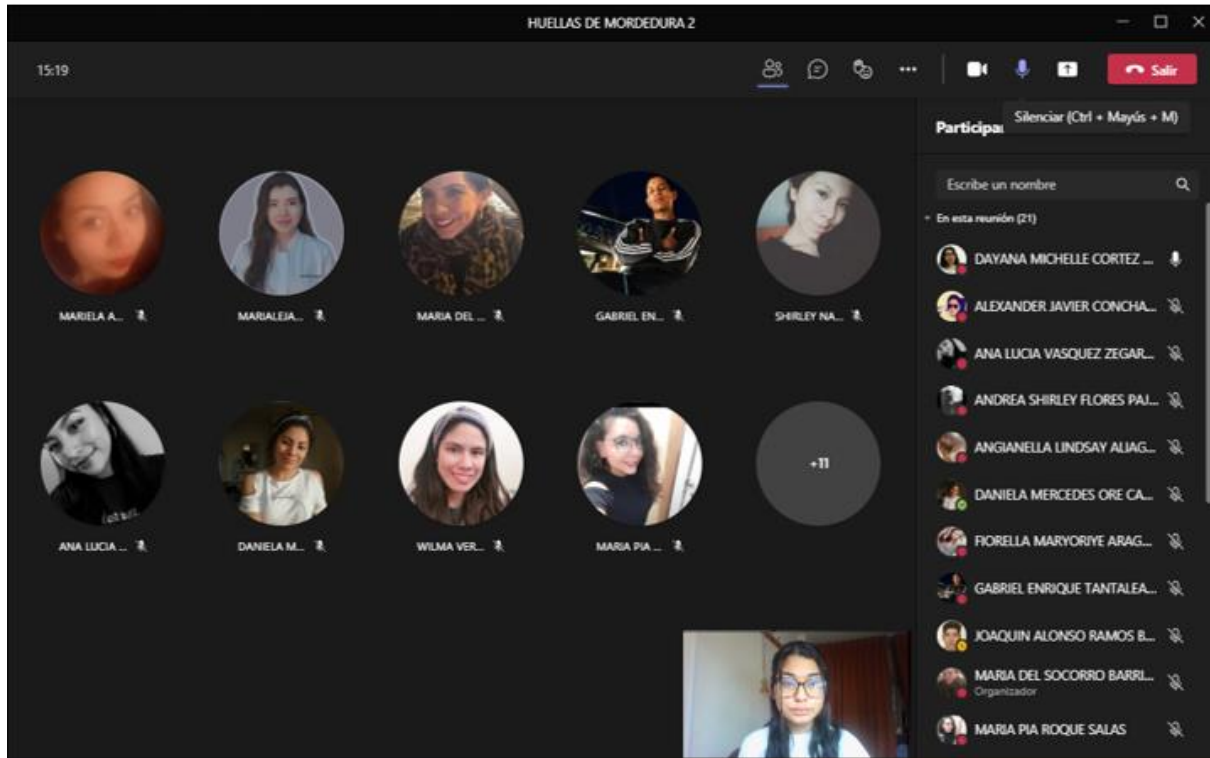 HUELLAS DE MORDEDURA 2
15:19
Salir
Silenciar (Ctrl + Mayús + M)
Participa
Escribe un nombre
En esta reunión (21)
DAYANA MICHELLE CORTEZ ...
ALEXANDER JAVIER CONCHA...
ANA LUCIA VASQUEZ ZEGAR...
ANDREA SHIRLEY FLORES PAJ...
ANGIANELLA LINDSAY ALIAG...
DANIELA MERCEDES ORE CA...
FIORELLA MARYORIYE ARAG...
GABRIEL ENRIQUE TANTALEA...
JOAQUIN ALONSO RAMOS B...
MARIA DEL SOCORRO BARRI...
Organizador
MARIA PIA ROQUE SALAS
MARIELA A...
MARIALEJA...
MARIA DEL ...
GABRIEL EN...
SHIRLEY NA...
+11
ANA LUCIA ...
DANIELA M...
WILMA VER...
MARIA PIA ...